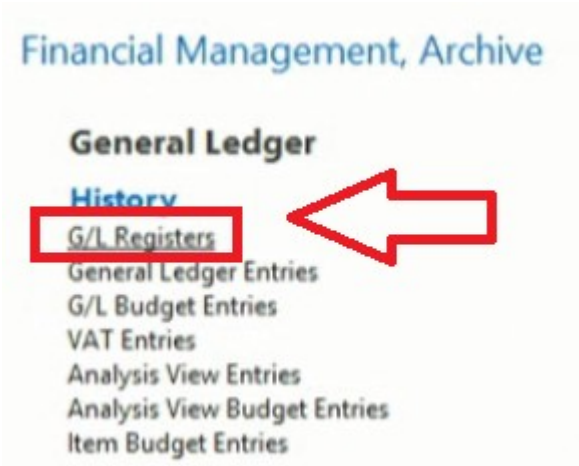 Financial Management, Archive
General Ledger
History
G/L Registers
General Ledger Entries
G/L Budget Entries
VAT Entries
Analysis View Entries
Analysis View Budget Entries
Item Budget Entries